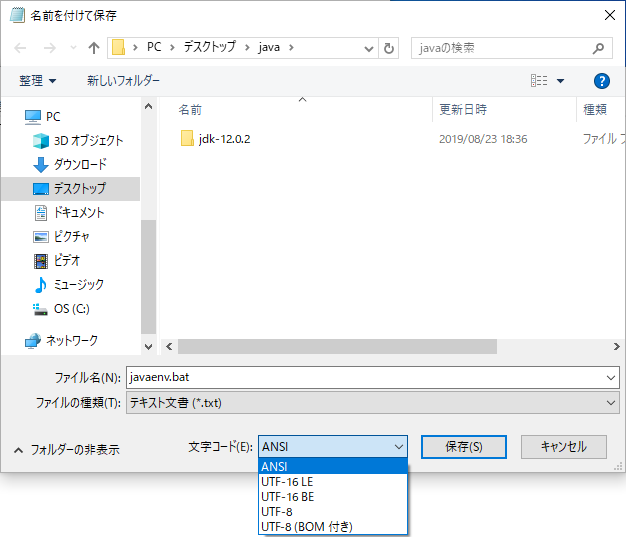 名前を付けて保存
PC › デスクトップ › java ›
javaの検索
整理
新しいフォルダー
PC
3D オブジェクト
ダウンロード
デスクトップ
ドキュメント
ピクチャ
ビデオ
ミュージック
OS (C:)
ネットワーク
名前 更新日時 種類
jdk-12.0.2 2019/08/23 18:36 ファイル フ
ファイル名(N): javaenv.bat
ファイルの種類(T): テキスト文書 (*.txt)
フォルダーの非表示
文字コード(E): ANSI
保存(S) キャンセル
ANSI
UTF-16 LE
UTF-16 BE
UTF-8
UTF-8 (BOM 付き)